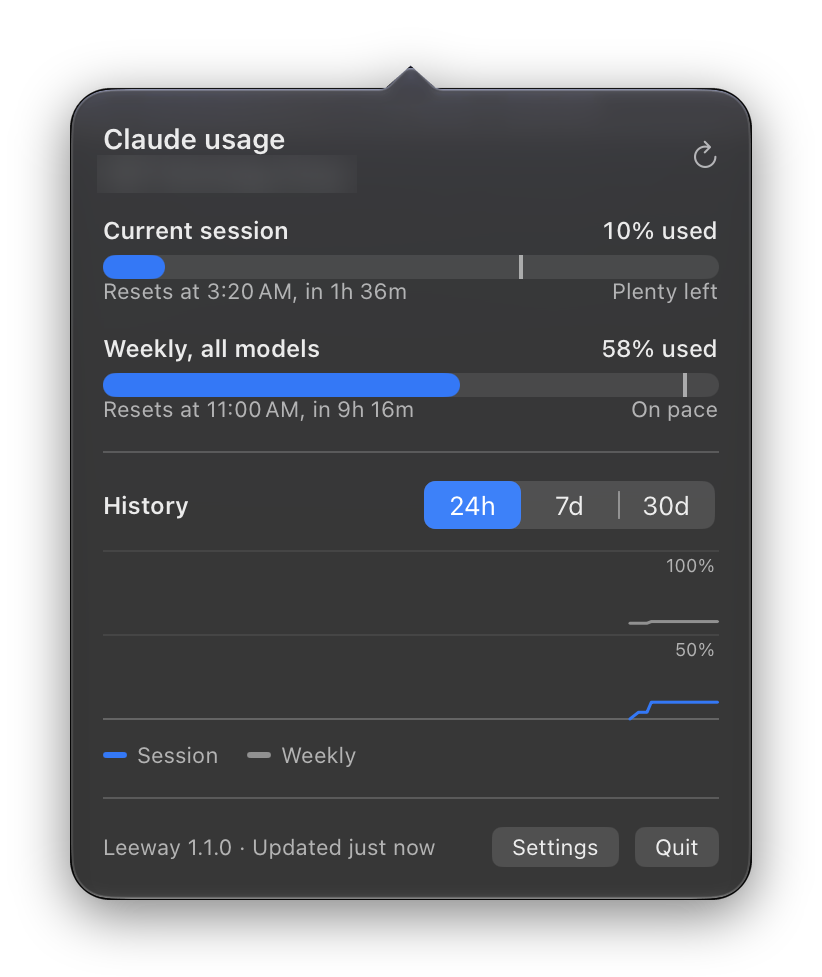 Claude usage
Current session 10% used
Resets at 3:20 AM, in 1h 36m Plenty left
Weekly, all models 58% used
Resets at 11:00 AM, in 9h 16m On pace
History 24h 7d 30d
100%
50%
Session Weekly
Leeway 1.1.0 · Updated just now Settings Quit